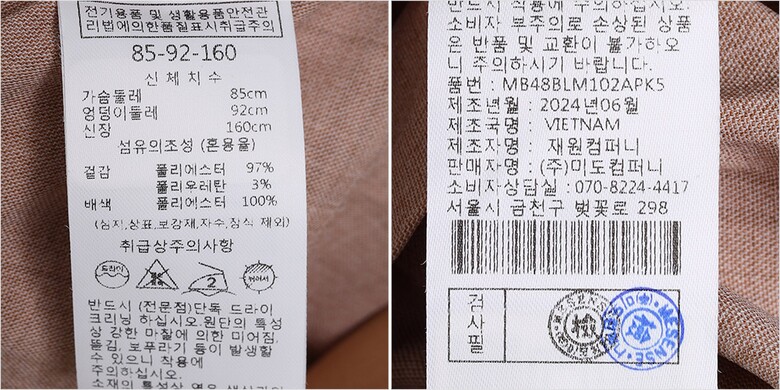 전기용품 및 생활용품안전관
리법에의한품질표시취급주의
85-92-160
신체치수
가슴둘레 85cm
엉덩이둘레 92cm
신장 160cm
섬유의조성 (혼용율)
겉감 폴리에스터 97%
폴리우레탄 3%
배색 폴리에스터 100%
(심지,상표,보강재,자수,장식 제외)
취급상주의사항
드라이
2
뉘어서
반드시 (전문점)단독 드라이
크리닝 하십시오.원단의 특성
상 강한 마찰에 의한 미어짐,
뜯김, 보푸라기 등이 발생할
수 있으니 착용에
주의하십시오.
반드시 착용에 주의하십시오.
소비자 부주의로 손상된 상품
은 반품 및 교환이 불가하오
니 주의하시기 바랍니다.
품번 : MB48BLM102APK5
제조년월 : 2024년06월
제조국명 : VIETNAM
제조자명 : 재원컴퍼니
판매자명 : (주)미도컴퍼니
소비자상담실 : 070-8224-4417
서울시 금천구 벚꽃로 298
검사필